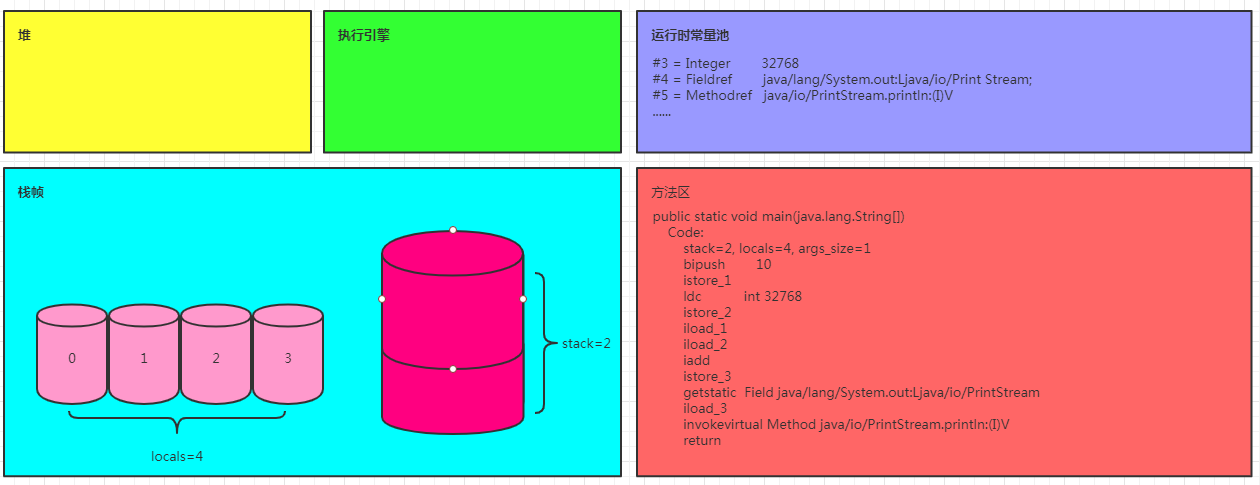 堆
执行引擎
运行时常量池
#3 = Integer 32768
#4 = Fieldref java/lang/System.out:Ljava/io/Print Stream;
#5 = Methodref java/io/PrintStream.println:(I)V
......
栈帧
0 1 2 3
locals=4
stack=2
方法区
public static void main(java.lang.String[])
Code:
stack=2, locals=4, args_size=1
bipush 10
istore_1
ldc int 32768
istore_2
iload_1
iload_2
iadd
istore_3
getstatic Field java/lang/System.out:Ljava/io/PrintStream
iload_3
invokevirtual Method java/io/PrintStream.println:(I)V
return